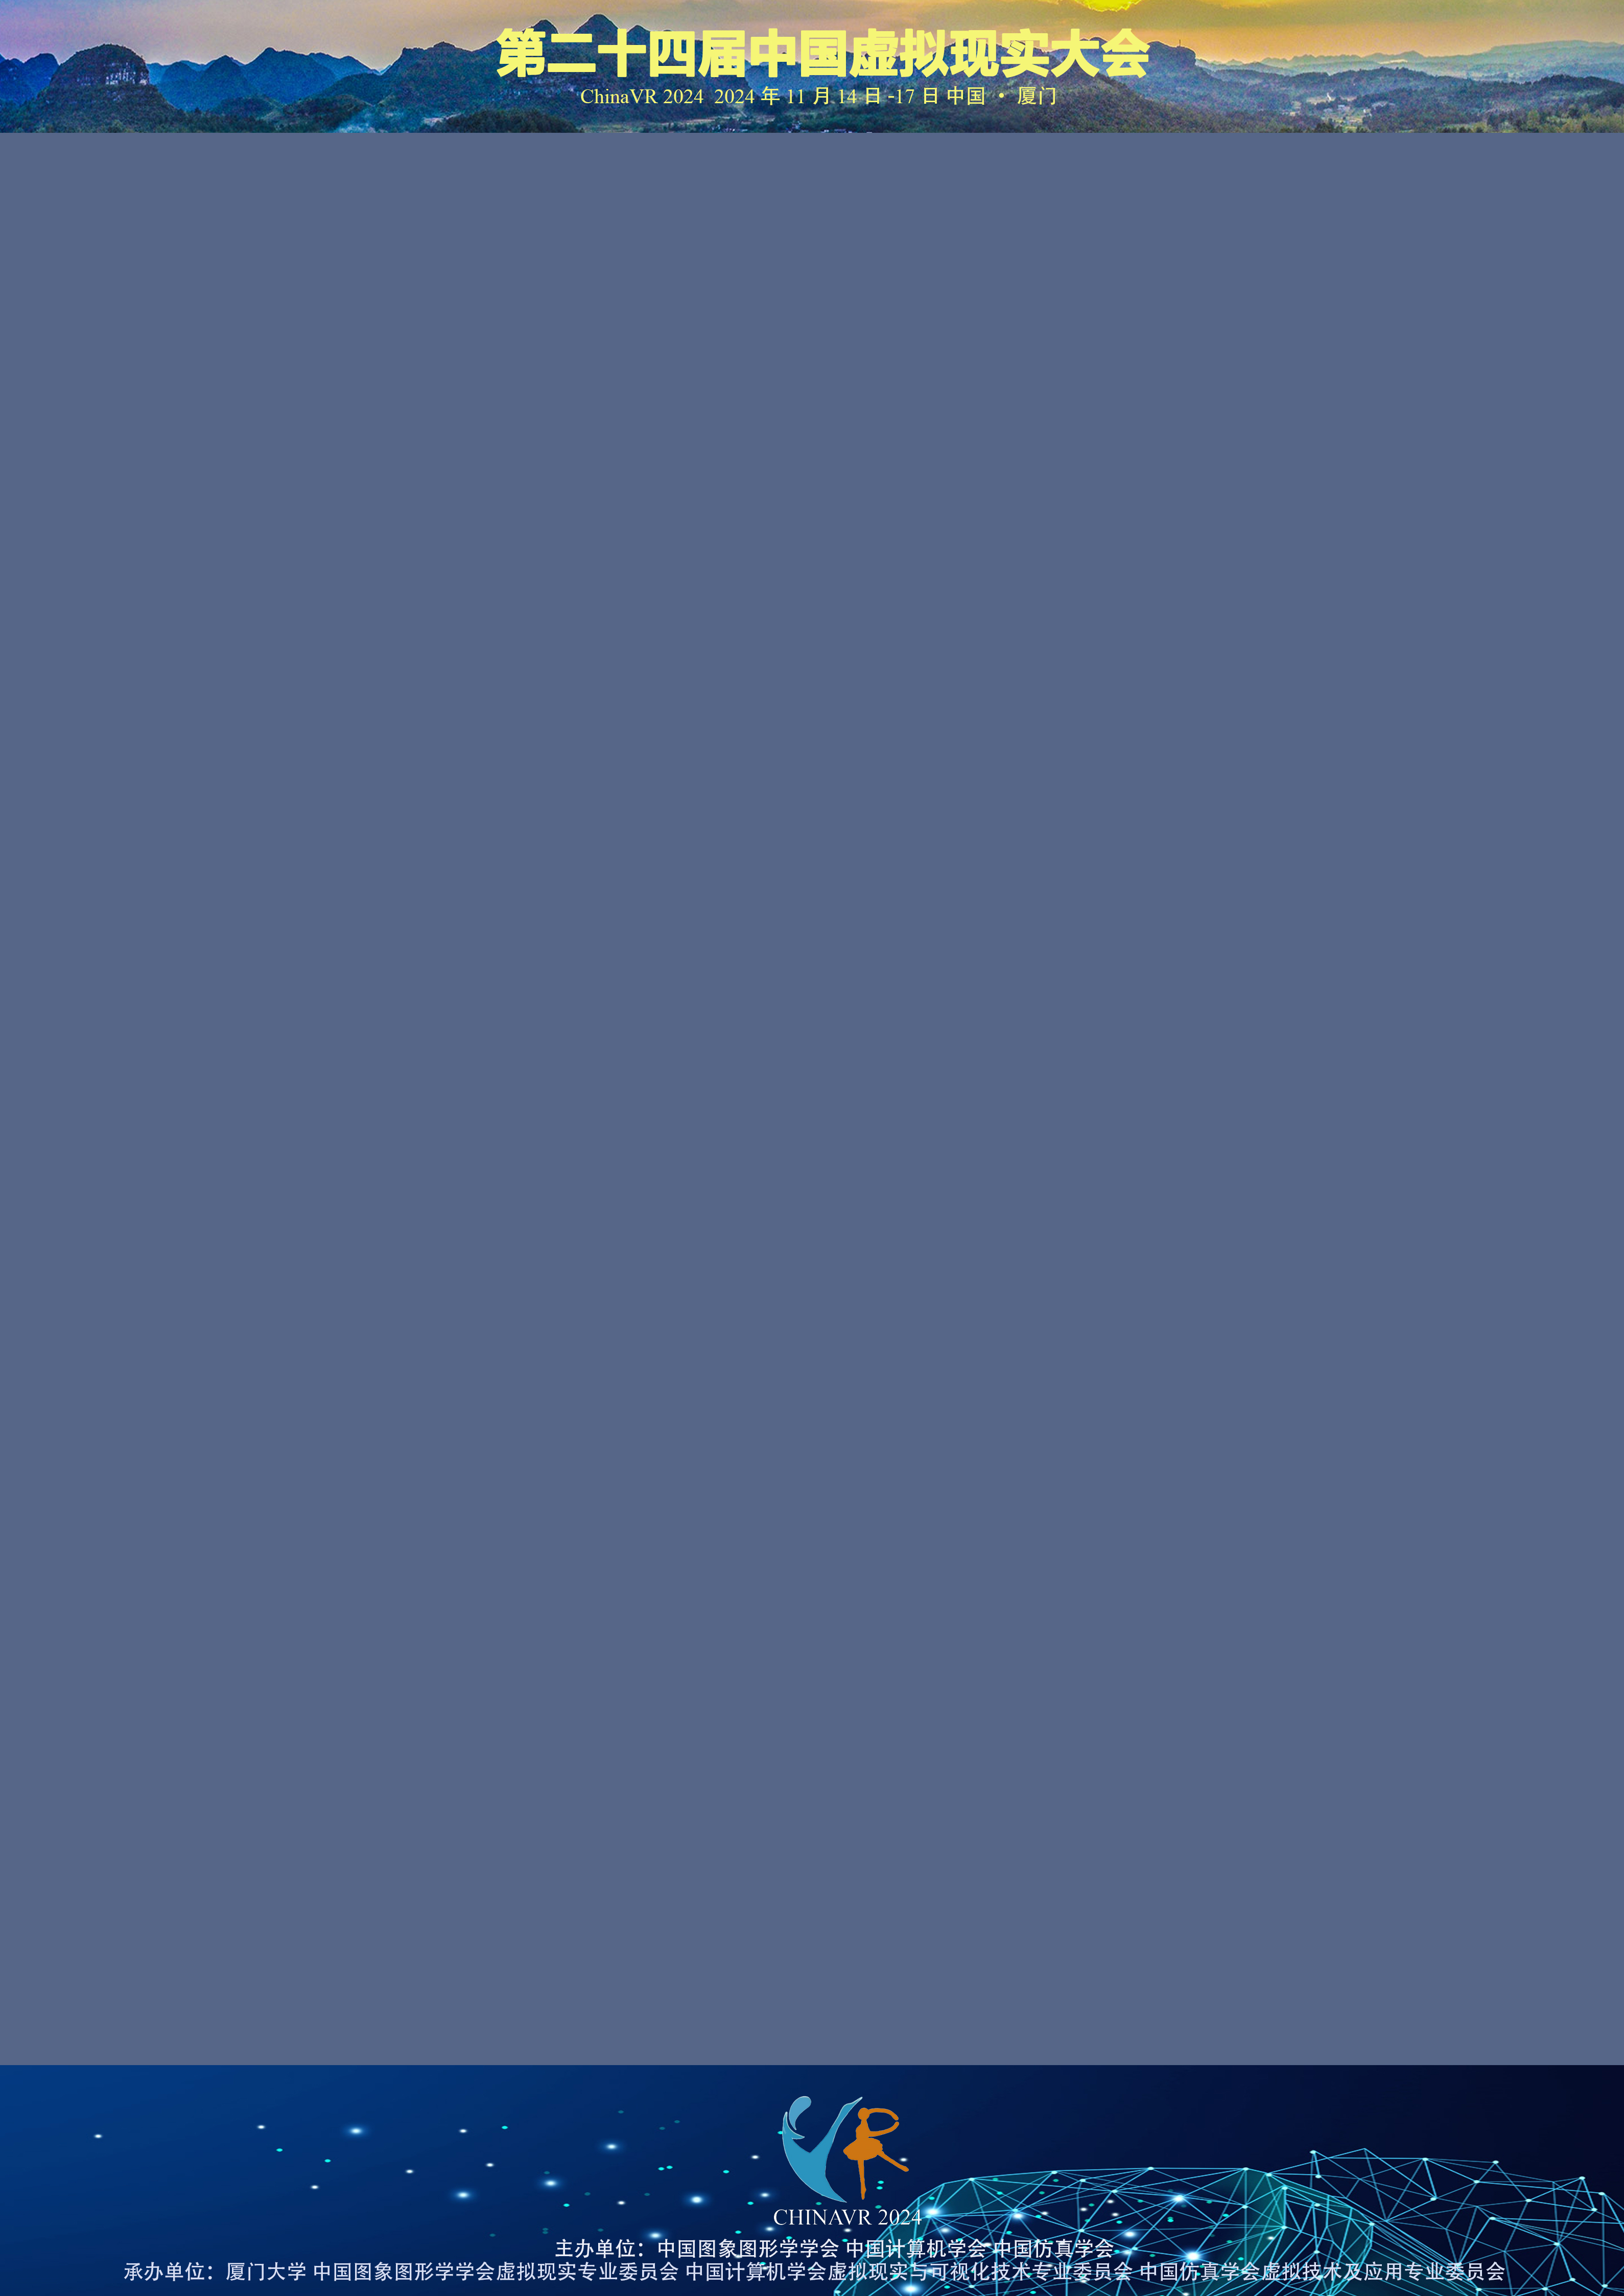 第二十四届中国虚拟现实大会
ChinaVR 2024 2024 年 11 月 14 日 -17 日 中国 · 厦门
CHINAVR 2024
主办单位：中国图象图形学学会 中国计算机学会 中国仿真学会
承办单位：厦门大学 中国图象图形学学会虚拟现实专业委员会 中国计算机学会虚拟现实与可视化技术专业委员会 中国仿真学会虚拟技术及应用专业委员会